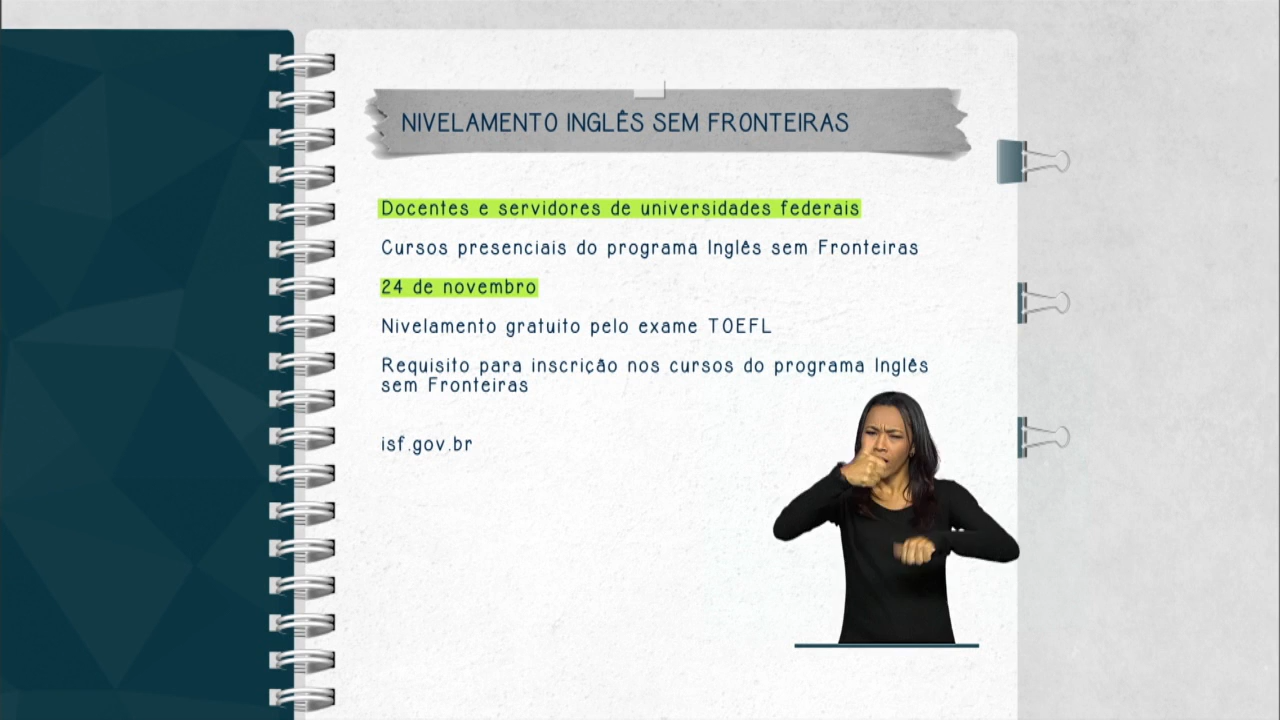 NIVELAMENTO INGLÊS SEM FRONTEIRAS
Docentes e servidores de universidades federais
Cursos presenciais do programa Inglês sem Fronteiras
24 de novembro
Nivelamento gratuito pelo exame TOEFL
Requisito para inscrição nos cursos do programa Inglês
sem Fronteiras
isf.gov.br